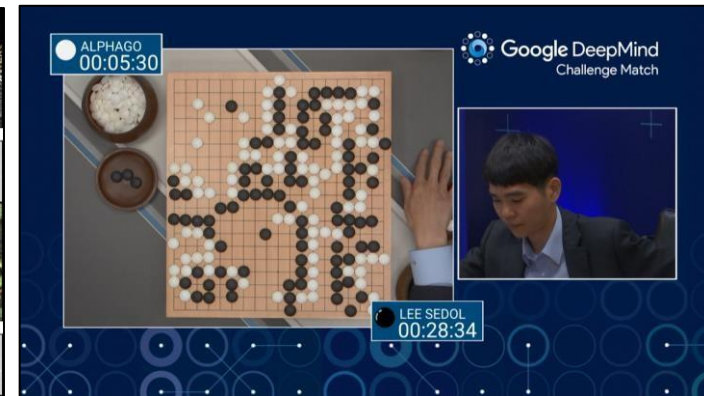 ALPHAGO
00:05:30
Google DeepMind
Challenge Match
LEE SEDOL
00:28:34